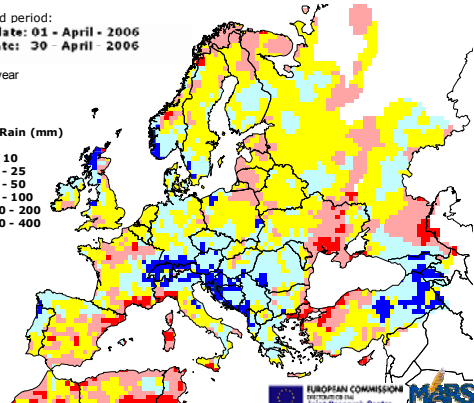 d period:
ate: 01 - April - 2006
te: 30 - April - 2006
year
Rain (mm)
10
- 25
- 50
- 100
0 - 200
0 - 400
EUROPEAN COMMISSION
MARS